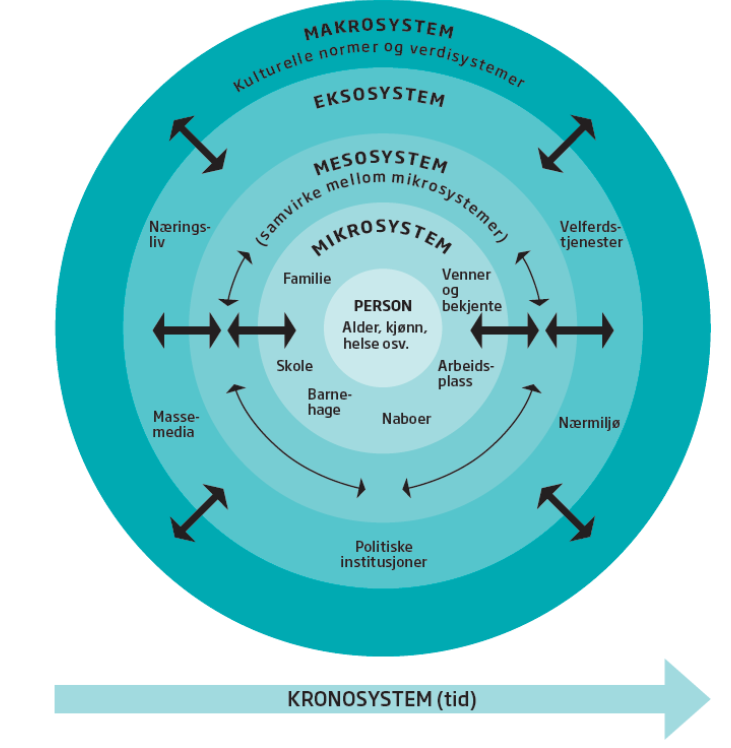 MAKROSYSTEM
Kulturelle normer og verdisystemer
EKSOSYSTEM
MESOSYSTEM
(samvirke mellom mikrosystemer)
MIKROSYSTEM
Nærings-
liv
Velferds-
tjenester
Familie
Venner
og
bekjente
PERSON
Alder, kjønn,
helse osv.
Skole
Arbeids-
plass
Barne-
hage
Naboer
Masse-
media
Nærmiljø
Politiske
institusjoner
KRONOSYSTEM (tid)